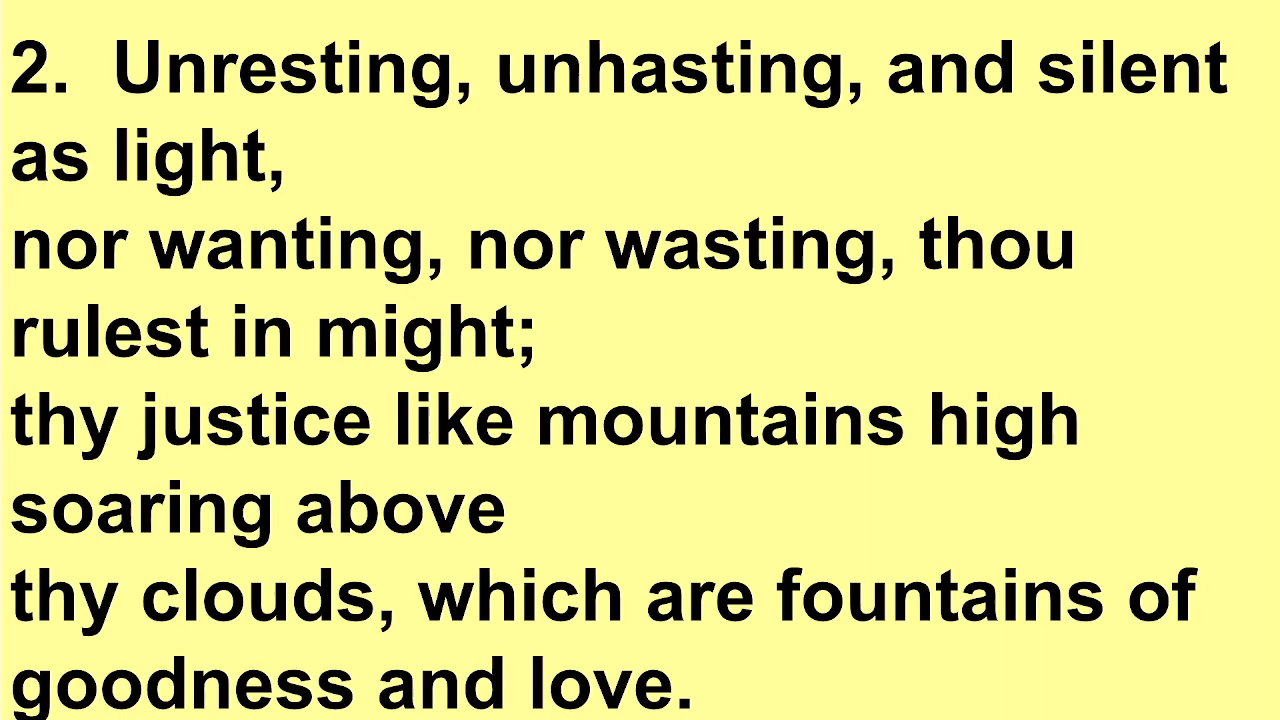 2.  Unresting, unhasting, and silent
as light,
nor wanting, nor wasting, thou
rulest in might;
thy justice like mountains high
soaring above
thy clouds, which are fountains of
goodness and love.